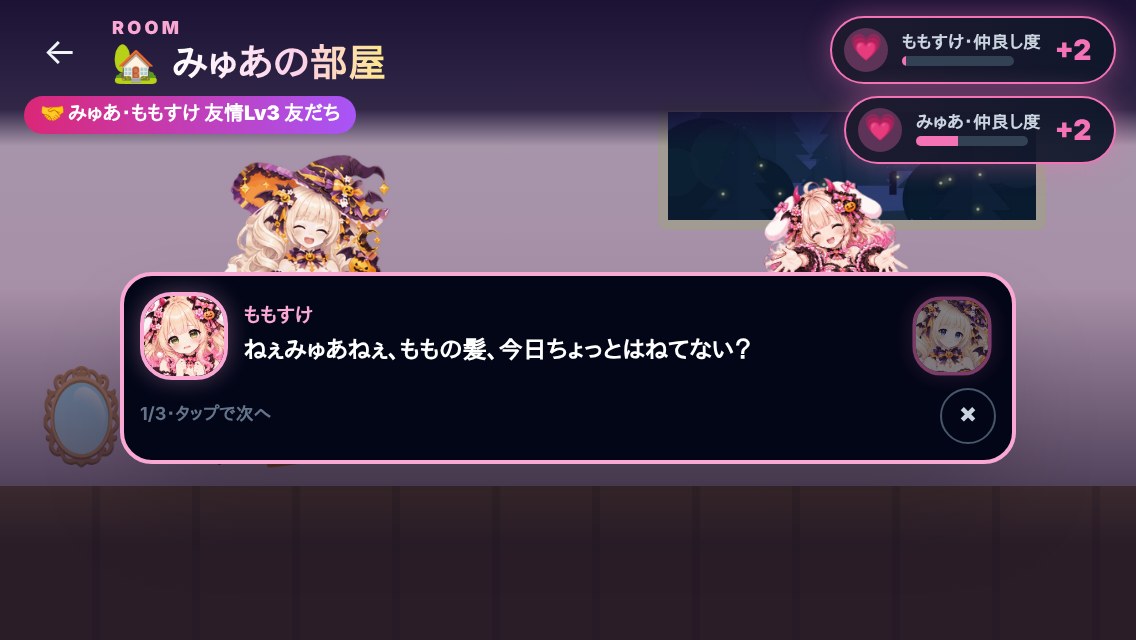 ROOM
🏡 みゅあの部屋
🤝 みゅあ・ももすけ 友情Lv3 友だち
ももすけ・仲良し度
+2
みゅあ・仲良し度
+2
ももすけ
ねぇみゅあねぇ、ももの髪、今日ちょっとはねてない？
1/3・タップで次へ
✖